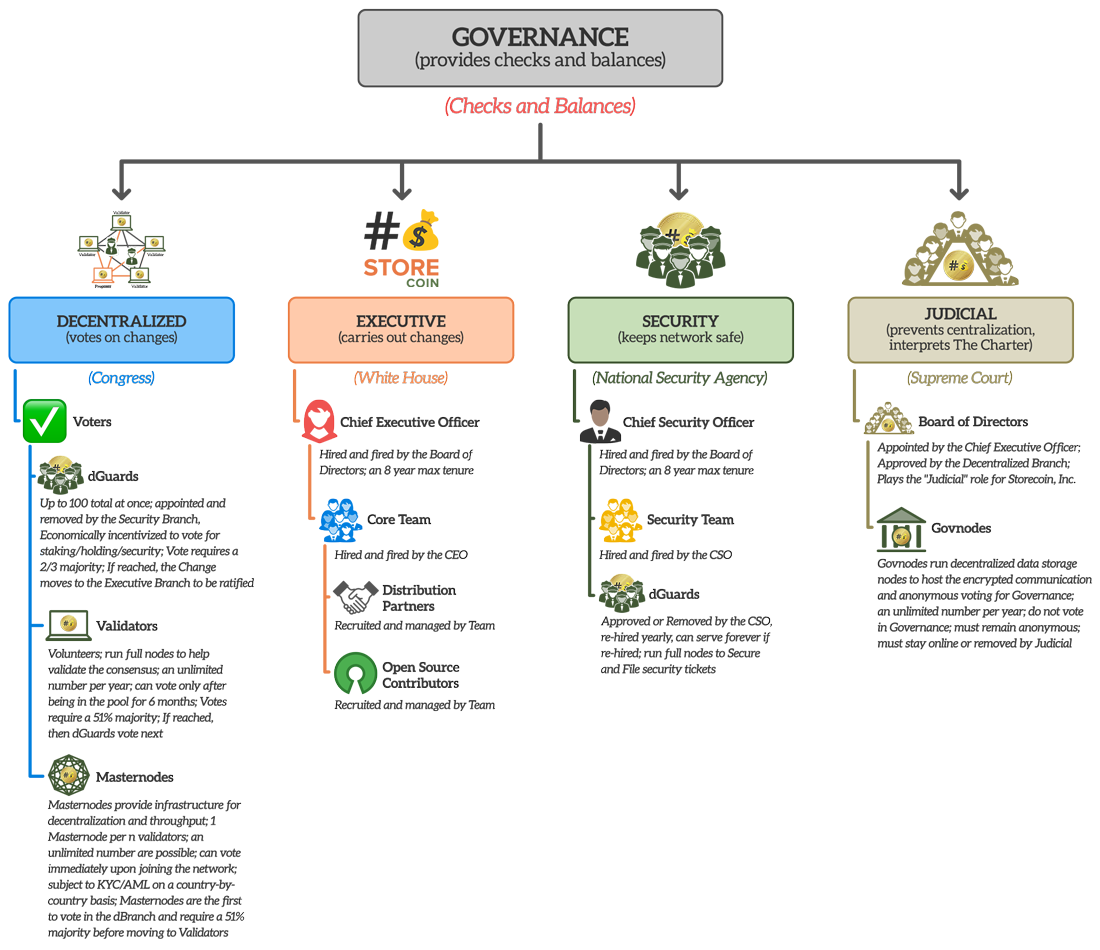 GOVERNANCE
(provides checks and balances)
(Checks and Balances)
Validator
Validator
Validator
Proposer
Validator
#$
STORE
COIN
#$
#$
DECENTRALIZED
(votes on changes)
(Congress)
Voters
dGuards
Up to 100 total at once; appointed and
removed by the Security Branch,
Economically incentivized to vote for
staking/holding/security; Vote requires a
2/3 majority; If reached, the Change
moves to the Executive Branch to be ratified
Validators
Volunteers; run full nodes to help
validate the consensus; an unlimited
number per year; can vote only after
being in the pool for 6 months; Votes
require a 51% majority; If reached,
then dGuards vote next
Masternodes
Masternodes provide infrastructure for
decentralization and throughput; 1
Masternode per n validators; an
unlimited number are possible; can vote
immediately upon joining the network;
subject to KYC/AML on a country-by-
country basis; Masternodes are the first
to vote in the dBranch and require a 51%
majority before moving to Validators
EXECUTIVE
(carries out changes)
(White House)
Chief Executive Officer
Hired and fired by the Board of
Directors; an 8 year max tenure
Core Team
Hired and fired by the CEO
Distribution
Partners
Recruited and managed by Team
Open Source
Contributors
Recruited and managed by Team
SECURITY
(keeps network safe)
(National Security Agency)
Chief Security Officer
Hired and fired by the Board of
Directors; an 8 year max tenure
Security Team
Hired and fired by the CSO
dGuards
Approved or Removed by the CSO,
re-hired yearly, can serve forever if
re-hired; run full nodes to Secure
and File security tickets
JUDICIAL
(prevents centralization,
interprets The Charter)
(Supreme Court)
Board of Directors
Appointed by the Chief Executive Officer;
Approved by the Decentralized Branch;
Plays the "Judicial" role for Storecoin, Inc.
Govnodes
Govnodes run decentralized data storage
nodes to host the encrypted communication
and anonymous voting for Governance;
an unlimited number per year; do not vote
in Governance; must remain anonymous;
must stay online or removed by Judicial